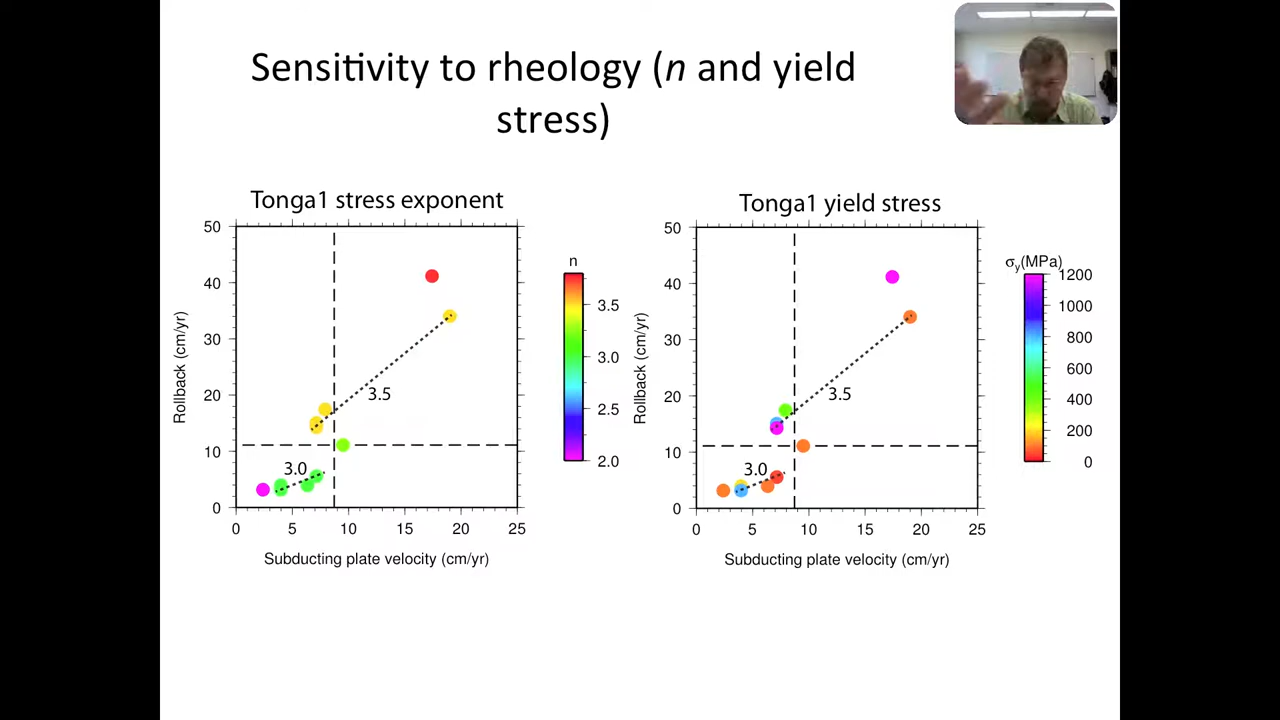 Sensitivity to rheology (n and yield
stress)
Tonga1 stress exponent
50
40
30
20
10
0
Rollback (cm/yr)
3.5
3.0
0 5 10 15 20 25
Subducting plate velocity (cm/yr)
n
3.5
3.0
2.5
2.0
Tonga1 yield stress
50
40
30
20
10
0
Rollback (cm/yr)
3.5
3.0
0 5 10 15 20 25
Subducting plate velocity (cm/yr)
σy(MPa)
1200
1000
800
600
400
200
0